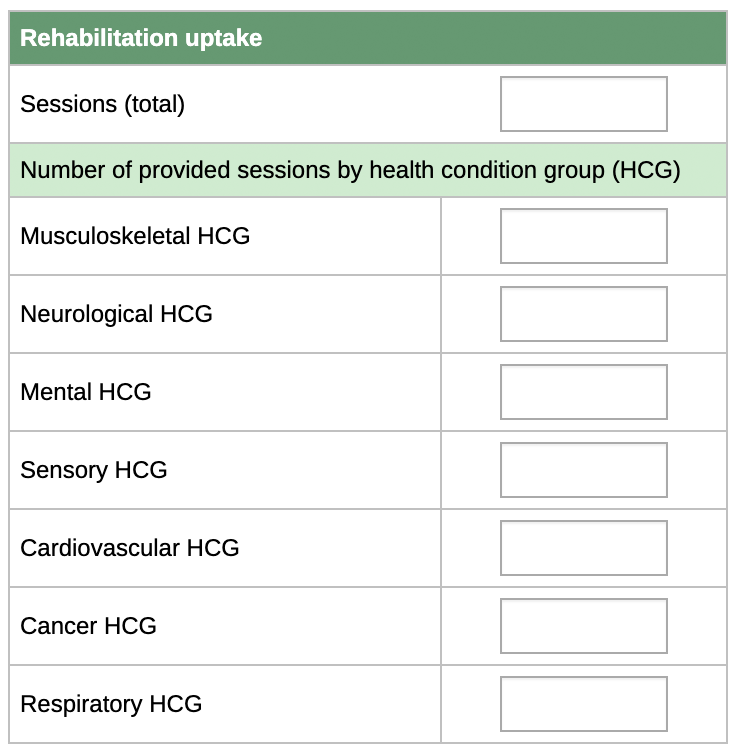 Rehabilitation uptake
Sessions (total)
Number of provided sessions by health condition group (HCG)
Musculoskeletal HCG
Neurological HCG
Mental HCG
Sensory HCG
Cardiovascular HCG
Cancer HCG
Respiratory HCG